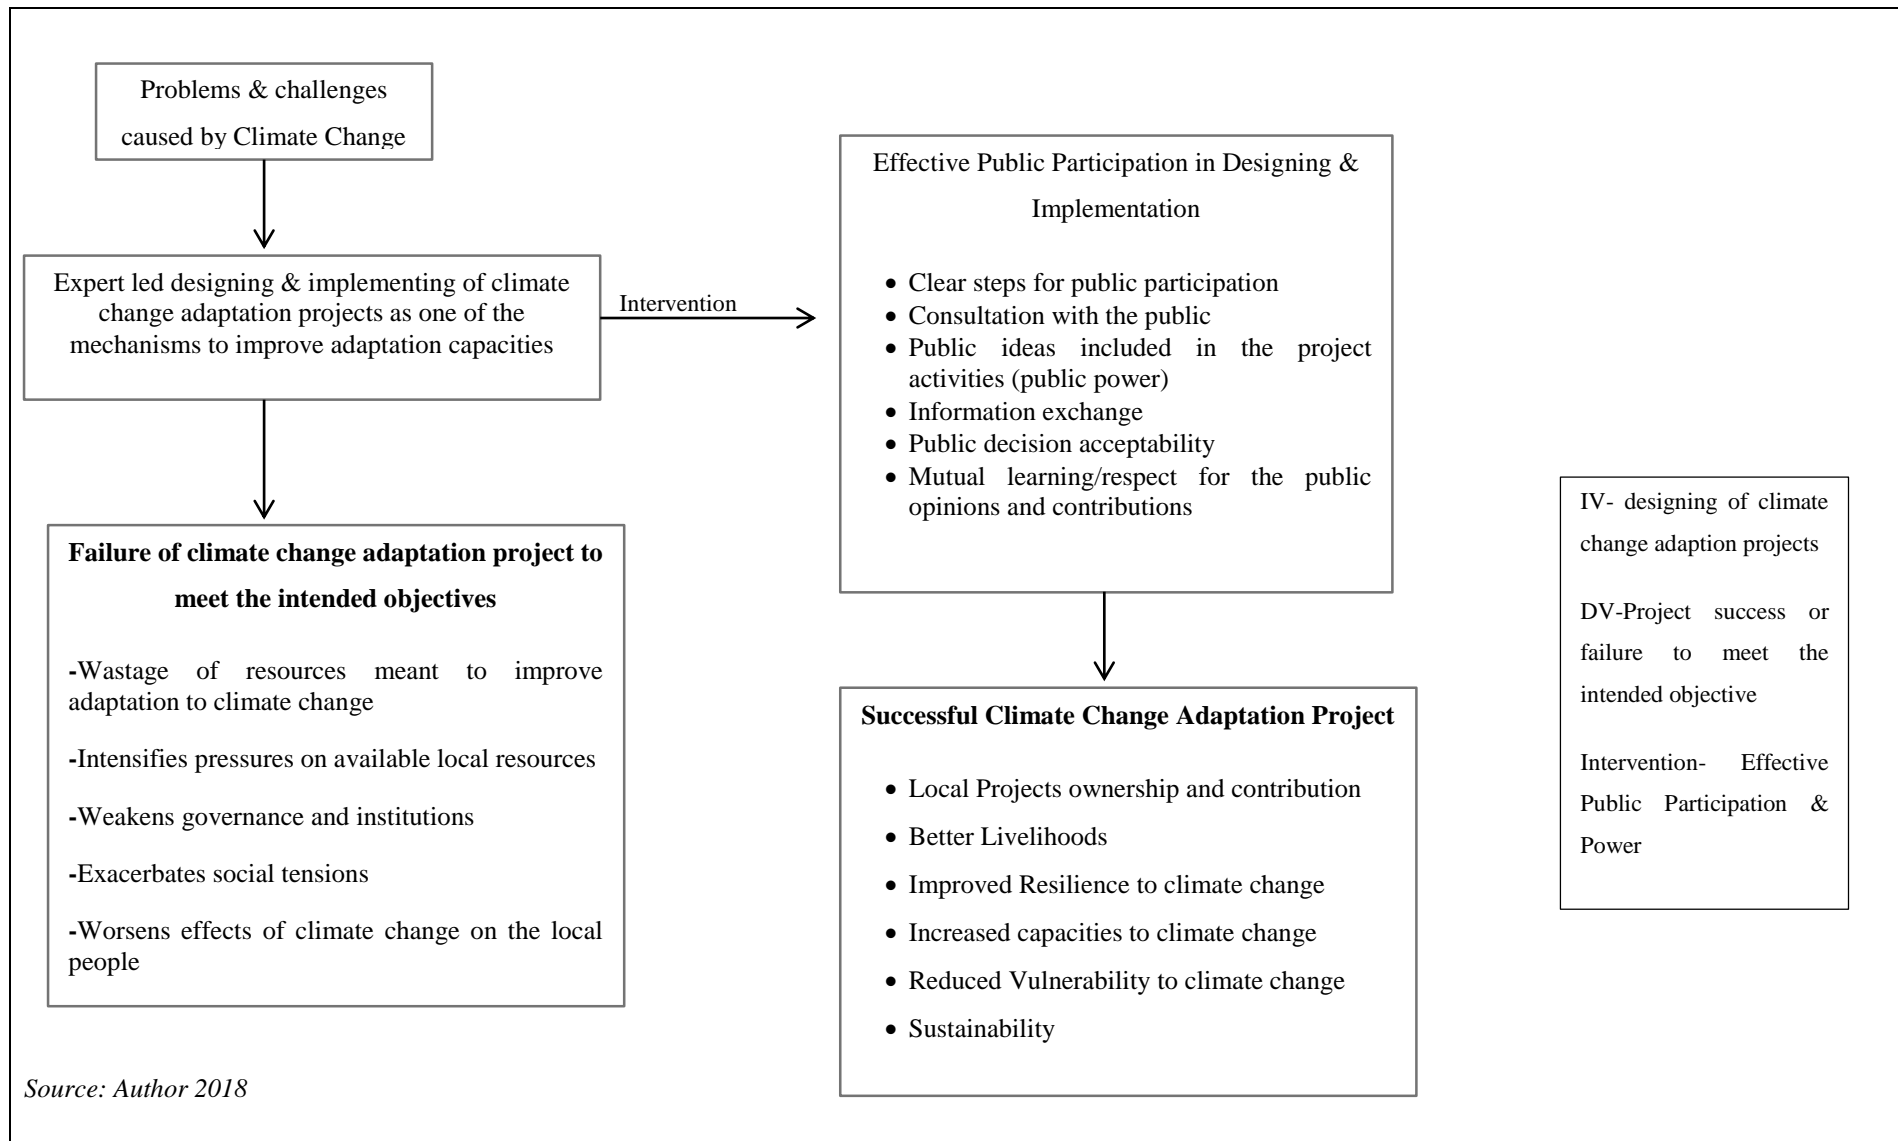 Problems & challenges
caused by Climate Change
Expert led designing & implementing of climate
change adaptation projects as one of the
mechanisms to improve adaptation capacities
Intervention
Effective Public Participation in Designing &
Implementation
• Clear steps for public participation
• Consultation with the public
• Public ideas included in the project
activities (public power)
• Information exchange
• Public decision acceptability
• Mutual learning/respect for the public
opinions and contributions
Failure of climate change adaptation project to
meet the intended objectives
-Wastage of resources meant to improve
adaptation to climate change
-Intensifies pressures on available local resources
-Weakens governance and institutions
-Exacerbates social tensions
-Worsens effects of climate change on the local
people
Successful Climate Change Adaptation Project
• Local Projects ownership and contribution
• Better Livelihoods
• Improved Resilience to climate change
• Increased capacities to climate change
• Reduced Vulnerability to climate change
• Sustainability
IV- designing of climate
change adaption projects
DV-Project success or
failure to meet the
intended objective
Intervention- Effective
Public Participation &
Power
Source: Author 2018